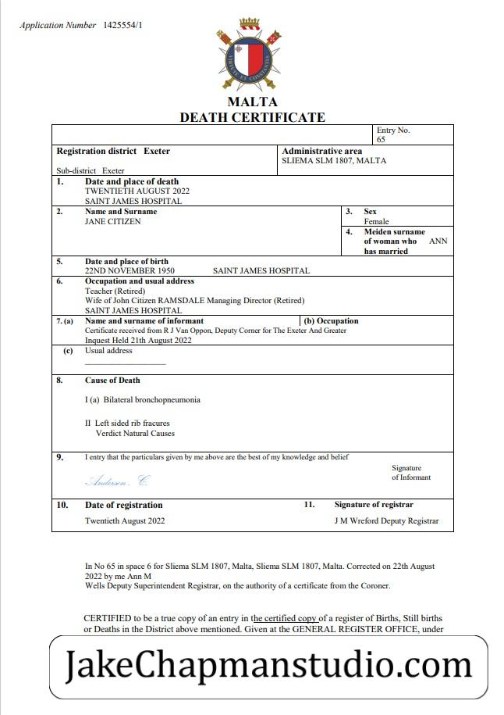 Application Number 1425554/1
MALTA
DEATH CERTIFICATE
Entry No.
65
Registration district Exeter
Administrative area
SLIEMA SLM 1807, MALTA
Sub-district Exeter
1. Date and place of death
TWENTIETH AUGUST 2022
SAINT JAMES HOSPITAL
2. Name and Surname
JANE CITIZEN
3. Sex
Female
4. Meiden surname
of woman who ANN
has married
5. Date and place of birth
22ND NOVEMBER 1950 SAINT JAMES HOSPITAL
6. Occupation and usual address
Teacher (Retired)
Wife of John Citizen RAMSDALE Managing Director (Retired)
SAINT JAMES HOSPITAL
7. (a) Name and surname of informant (b) Occupation
Certificate received from R J Van Oppon, Deputy Corner for The Exeter And Greater
Inquest Held 21th August 2022
(c) Usual address
8. Cause of Death
I (a) Bilateral bronchopneumonia
II Left sided rib fracures
Verdict Natural Causes
9. I entry that the particulars given by me above are the best of my knowledge and belief
Signature
of Informant
Anderson. C
10. Date of registration 11. Signature of registrar
Twentieth August 2022 J M Wreford Deputy Registrar
In No 65 in space 6 for Sliema SLM 1807, Malta, Sliema SLM 1807, Malta. Corrected on 22th August
2022 by me Ann M
Wells Deputy Superintendent Registrar, on the authority of a certificate from the Coroner.
CERTIFIED to be a true copy of an entry in the certified copy of a register of Births, Still births
or Deaths in the District above mentioned. Given at the GENERAL REGISTER OFFICE, under
JakeChapmanstudio.com